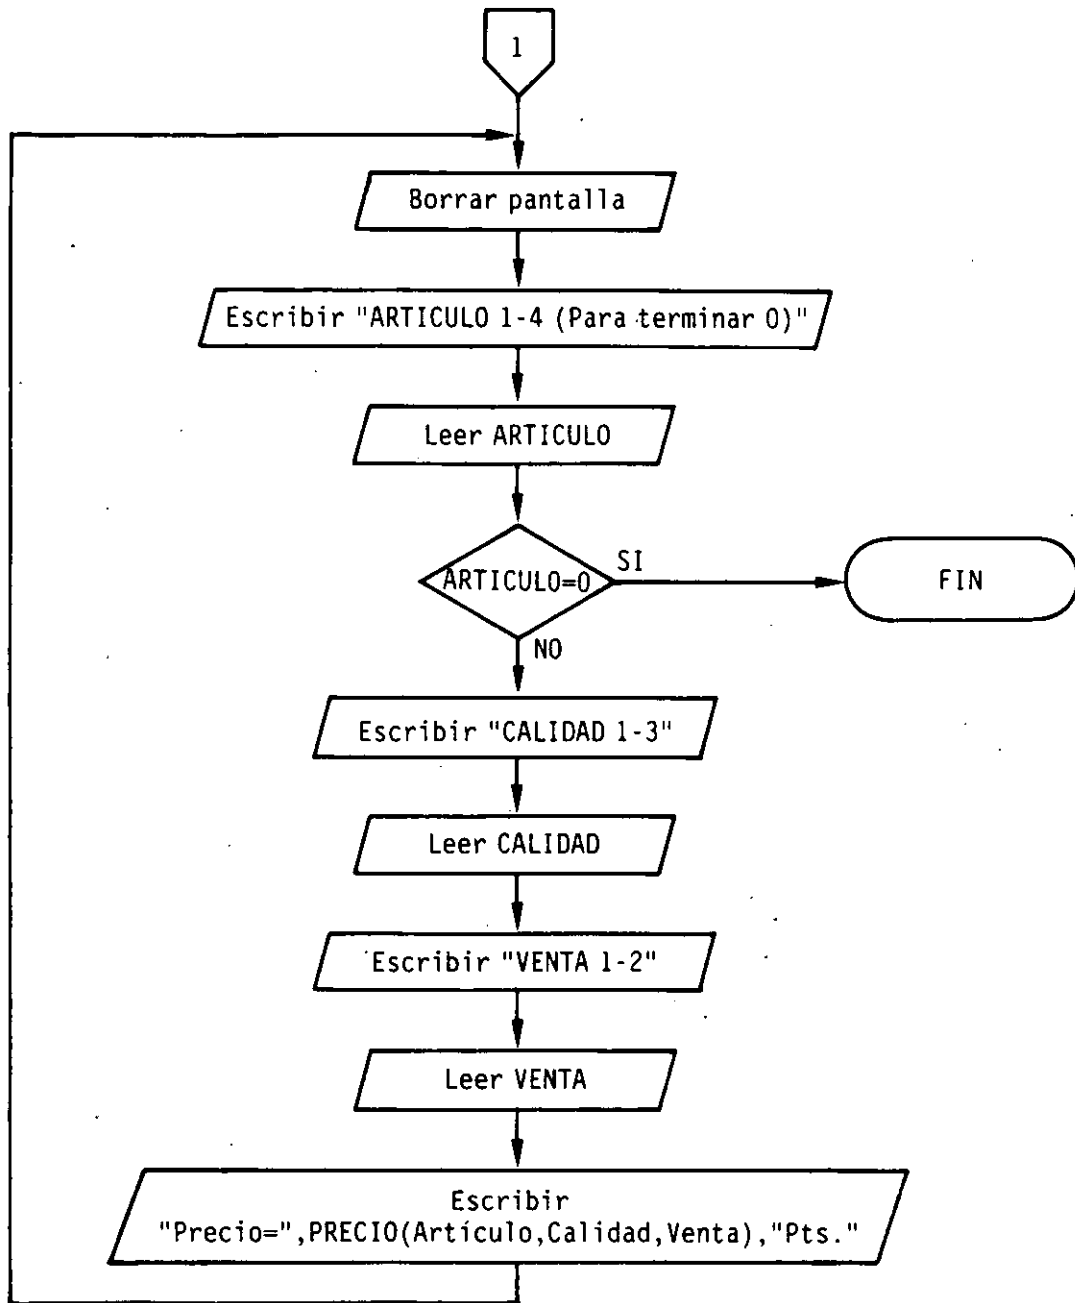 1
Borrar pantalla
Escribir "ARTICULO 1-4 (Para terminar 0)"
Leer ARTICULO
ARTICULO=0
SI
FIN
NO
Escribir "CALIDAD 1-3"
Leer CALIDAD
Escribir "VENTA 1-2"
Leer VENTA
Escribir
"Precio=",PRECIO(Artículo,Calidad,Venta),"Pts."